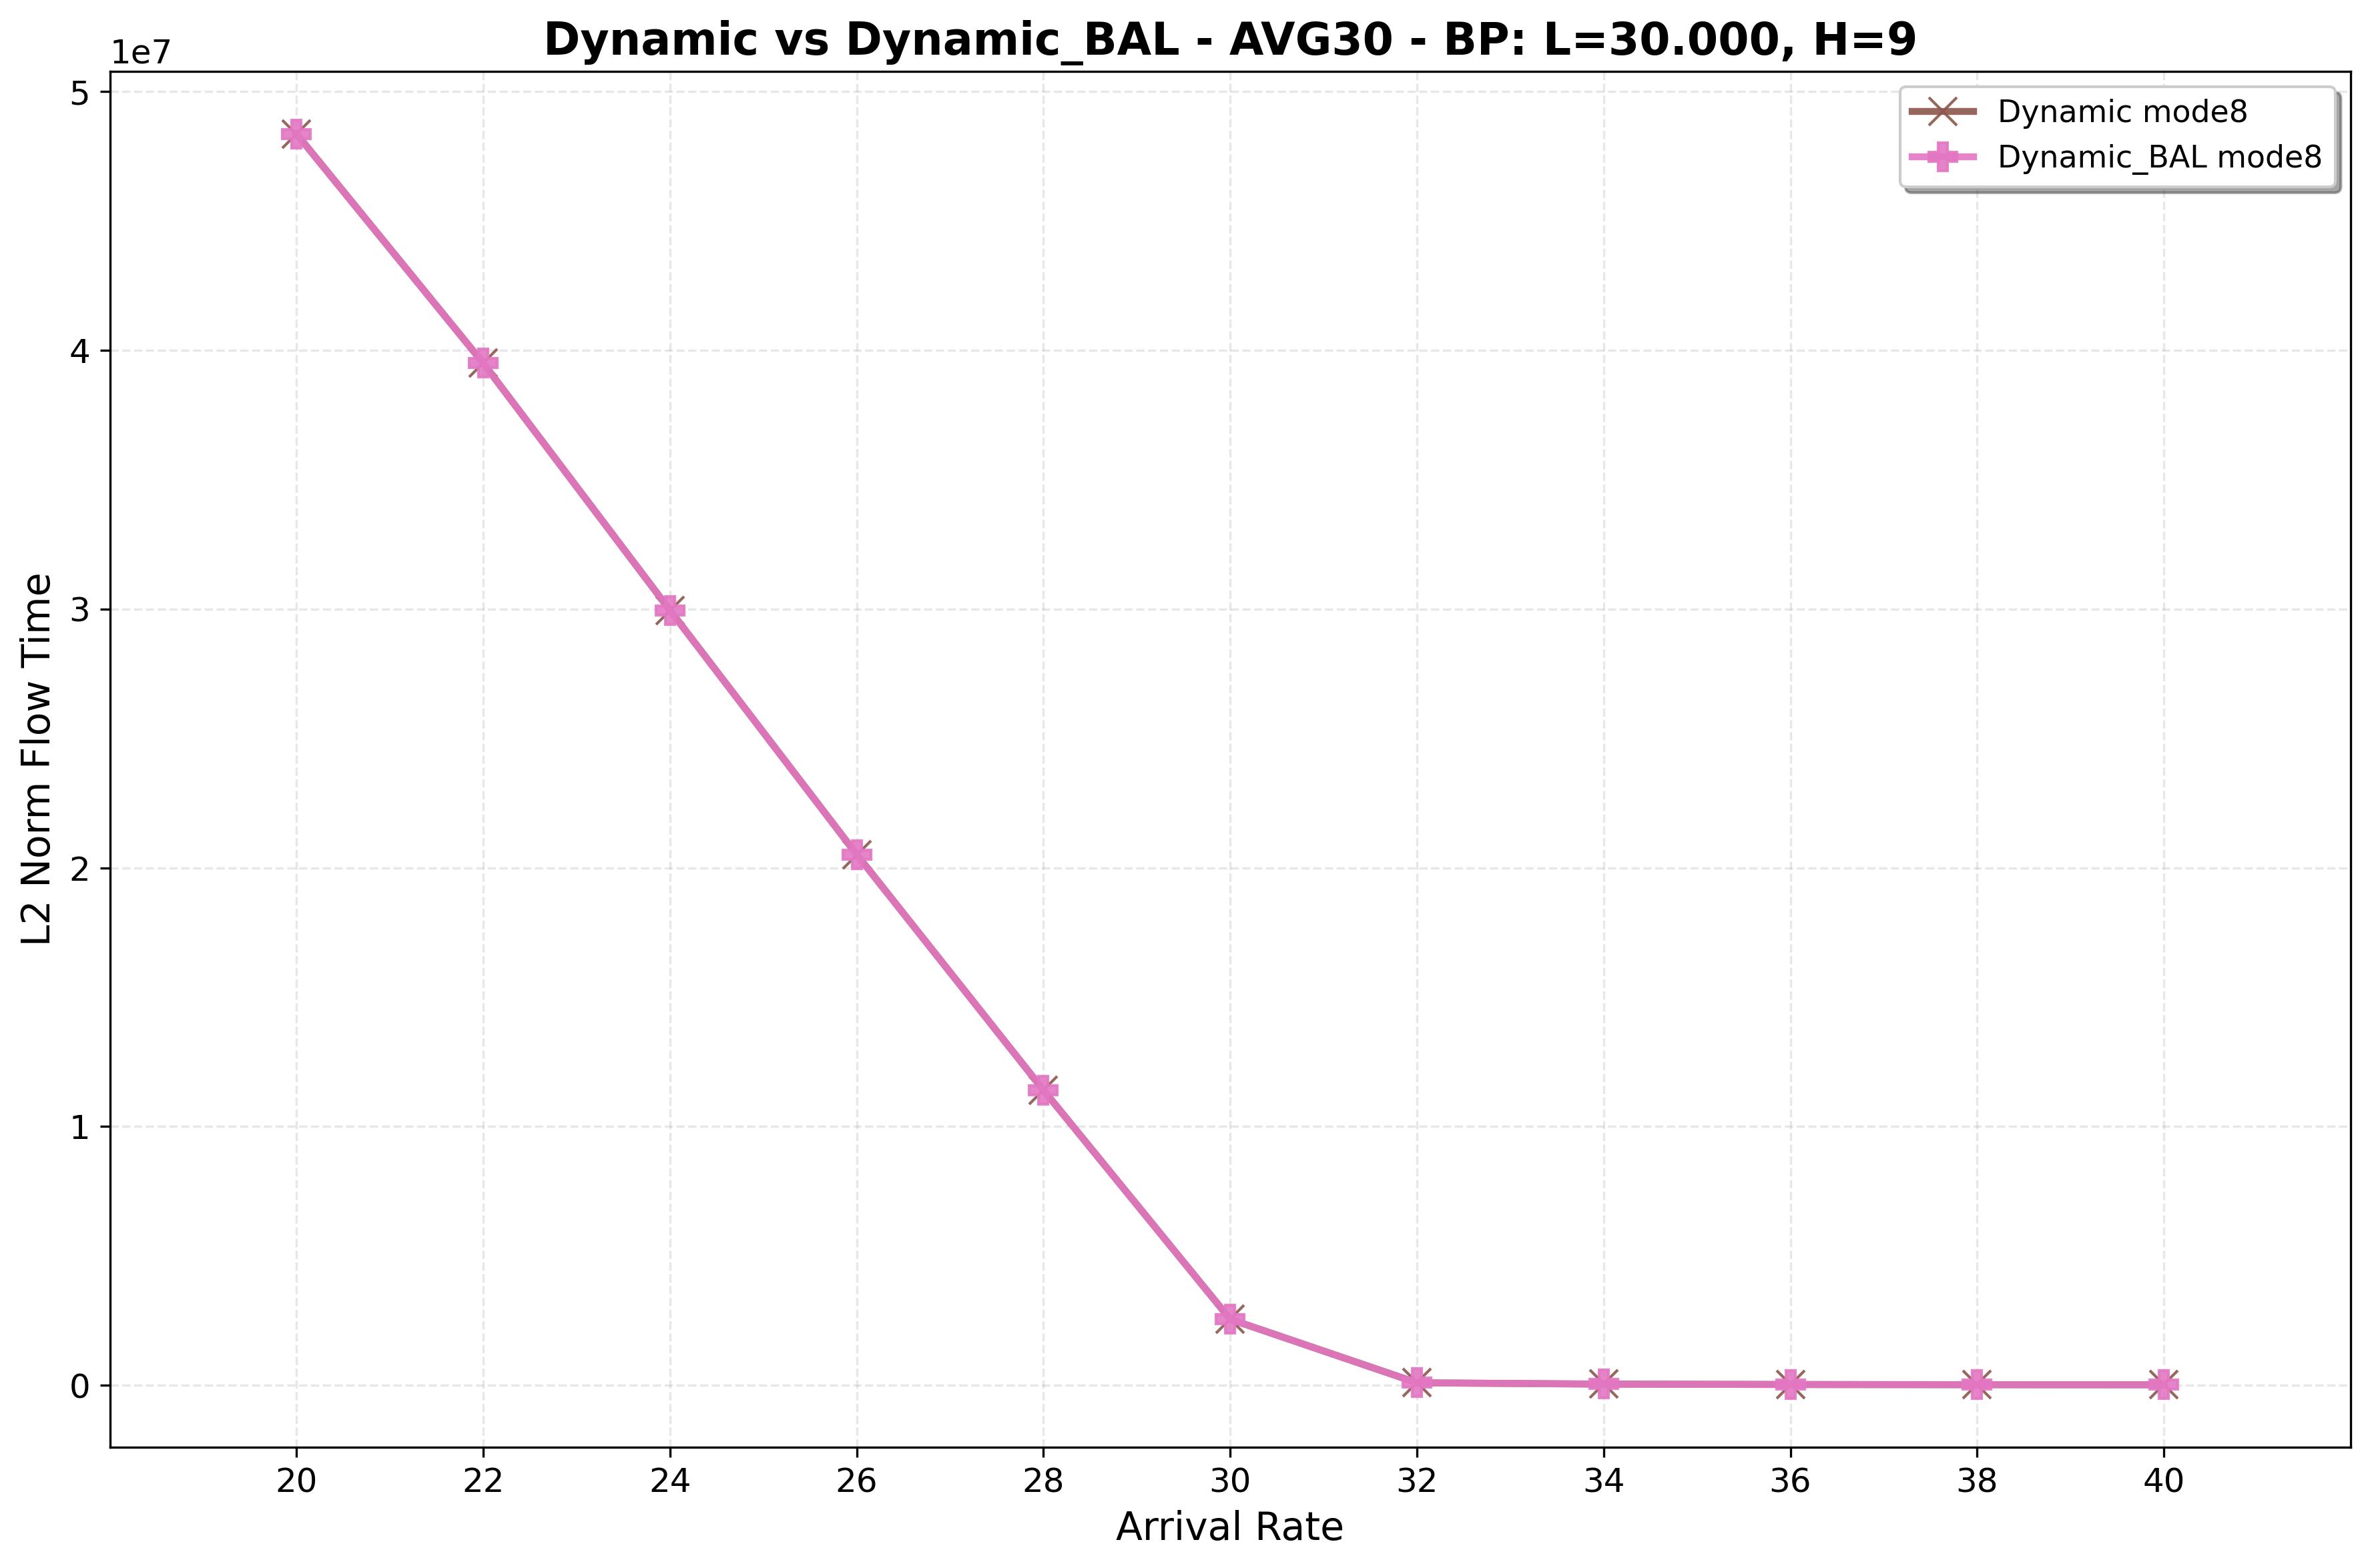 Dynamic vs Dynamic_BAL - AVG30 - BP: L=30.000, H=9
1e7
Dynamic mode8
Dynamic_BAL mode8
5
4
3
2
1
0
L2 Norm Flow Time
20 22 24 26 28 30 32 34 36 38 40
Arrival Rate